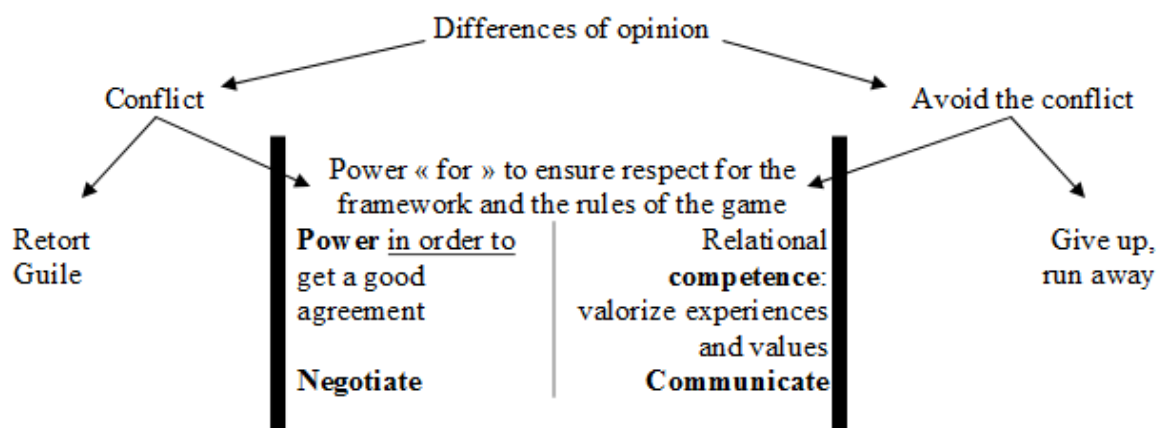 Differences of opinion
Conflict
Avoid the conflict
Power « for » to ensure respect for the
framework and the rules of the game
Retort
Guile
Power in order to
get a good
agreement
Negotiate
Relational
competence:
valorize experiences
and values
Communicate
Give up,
run away